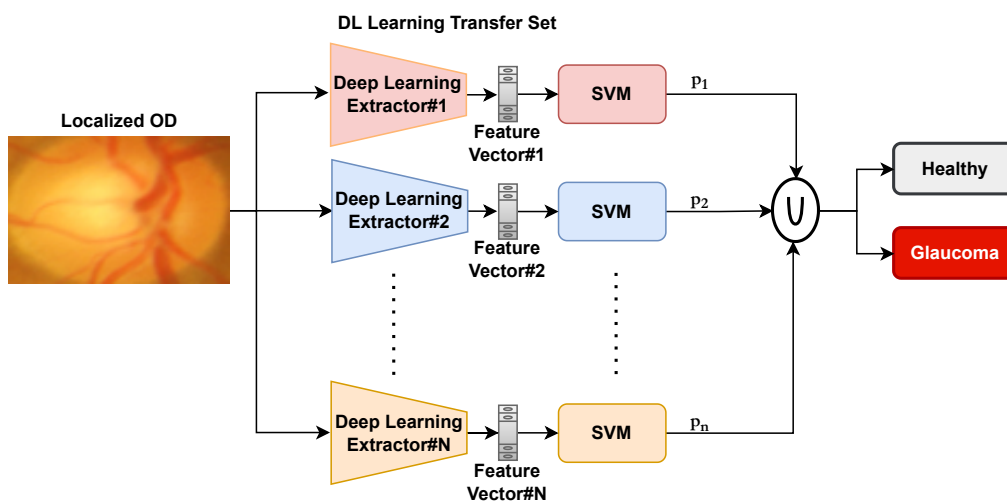 DL Learning Transfer Set
Localized OD
Deep Learning
Extractor#1
Feature
Vector#1
SVM
p1
Deep Learning
Extractor#2
Feature
Vector#2
SVM
p2
Deep Learning
Extractor#N
Feature
Vector#N
SVM
pn
U
Healthy
Glaucoma